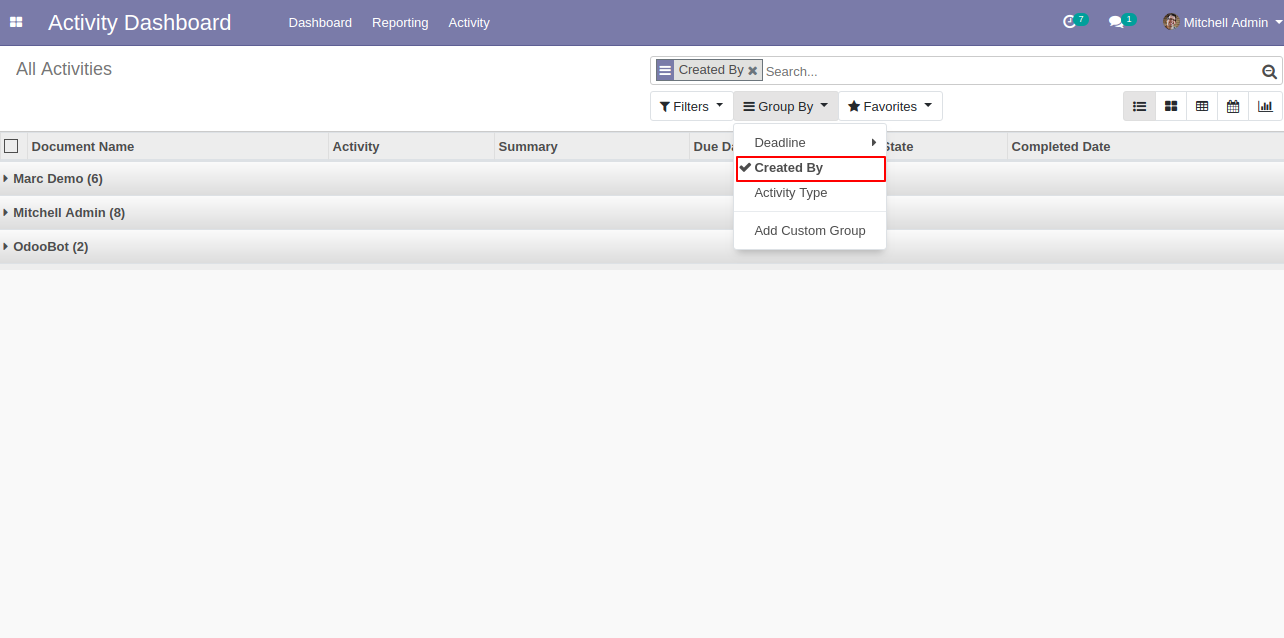 Activity Dashboard Dashboard Reporting Activity 7 1 Mitchell Admin
All Activities
Created By Search...
Filters Group By Favorites
Document Name Activity Summary Due Da State Completed Date
Deadline
Created By
Activity Type
Add Custom Group
Marc Demo (6)
Mitchell Admin (8)
OdooBot (2)